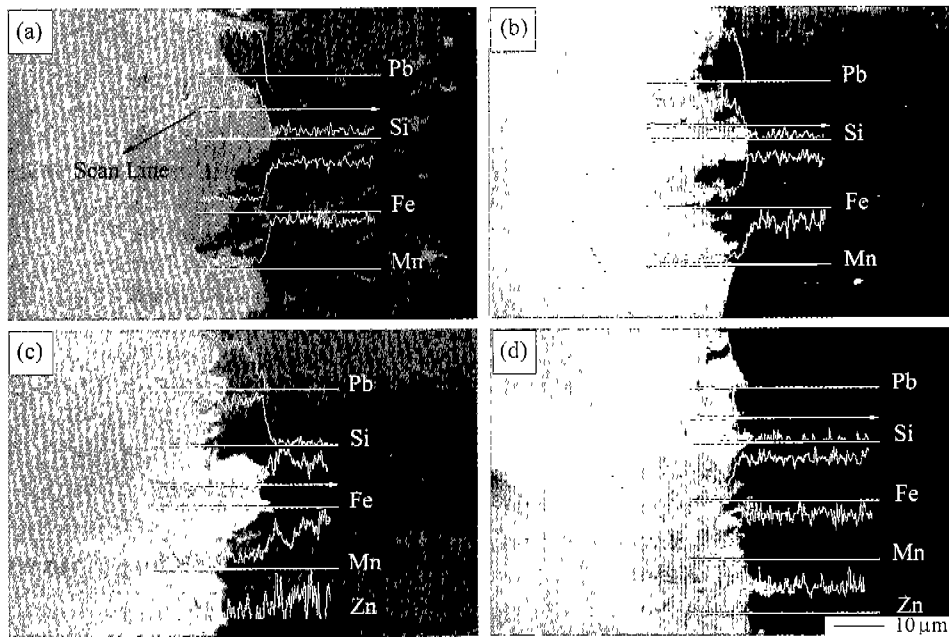 (a)
Pb
Si
Scan Line
Fe
Mn
(b)
Pb
Si
Fe
Mn
(c)
Pb
Si
Fe
Mn
Zn
(d)
Pb
Si
Fe
Mn
Zn
10 μm